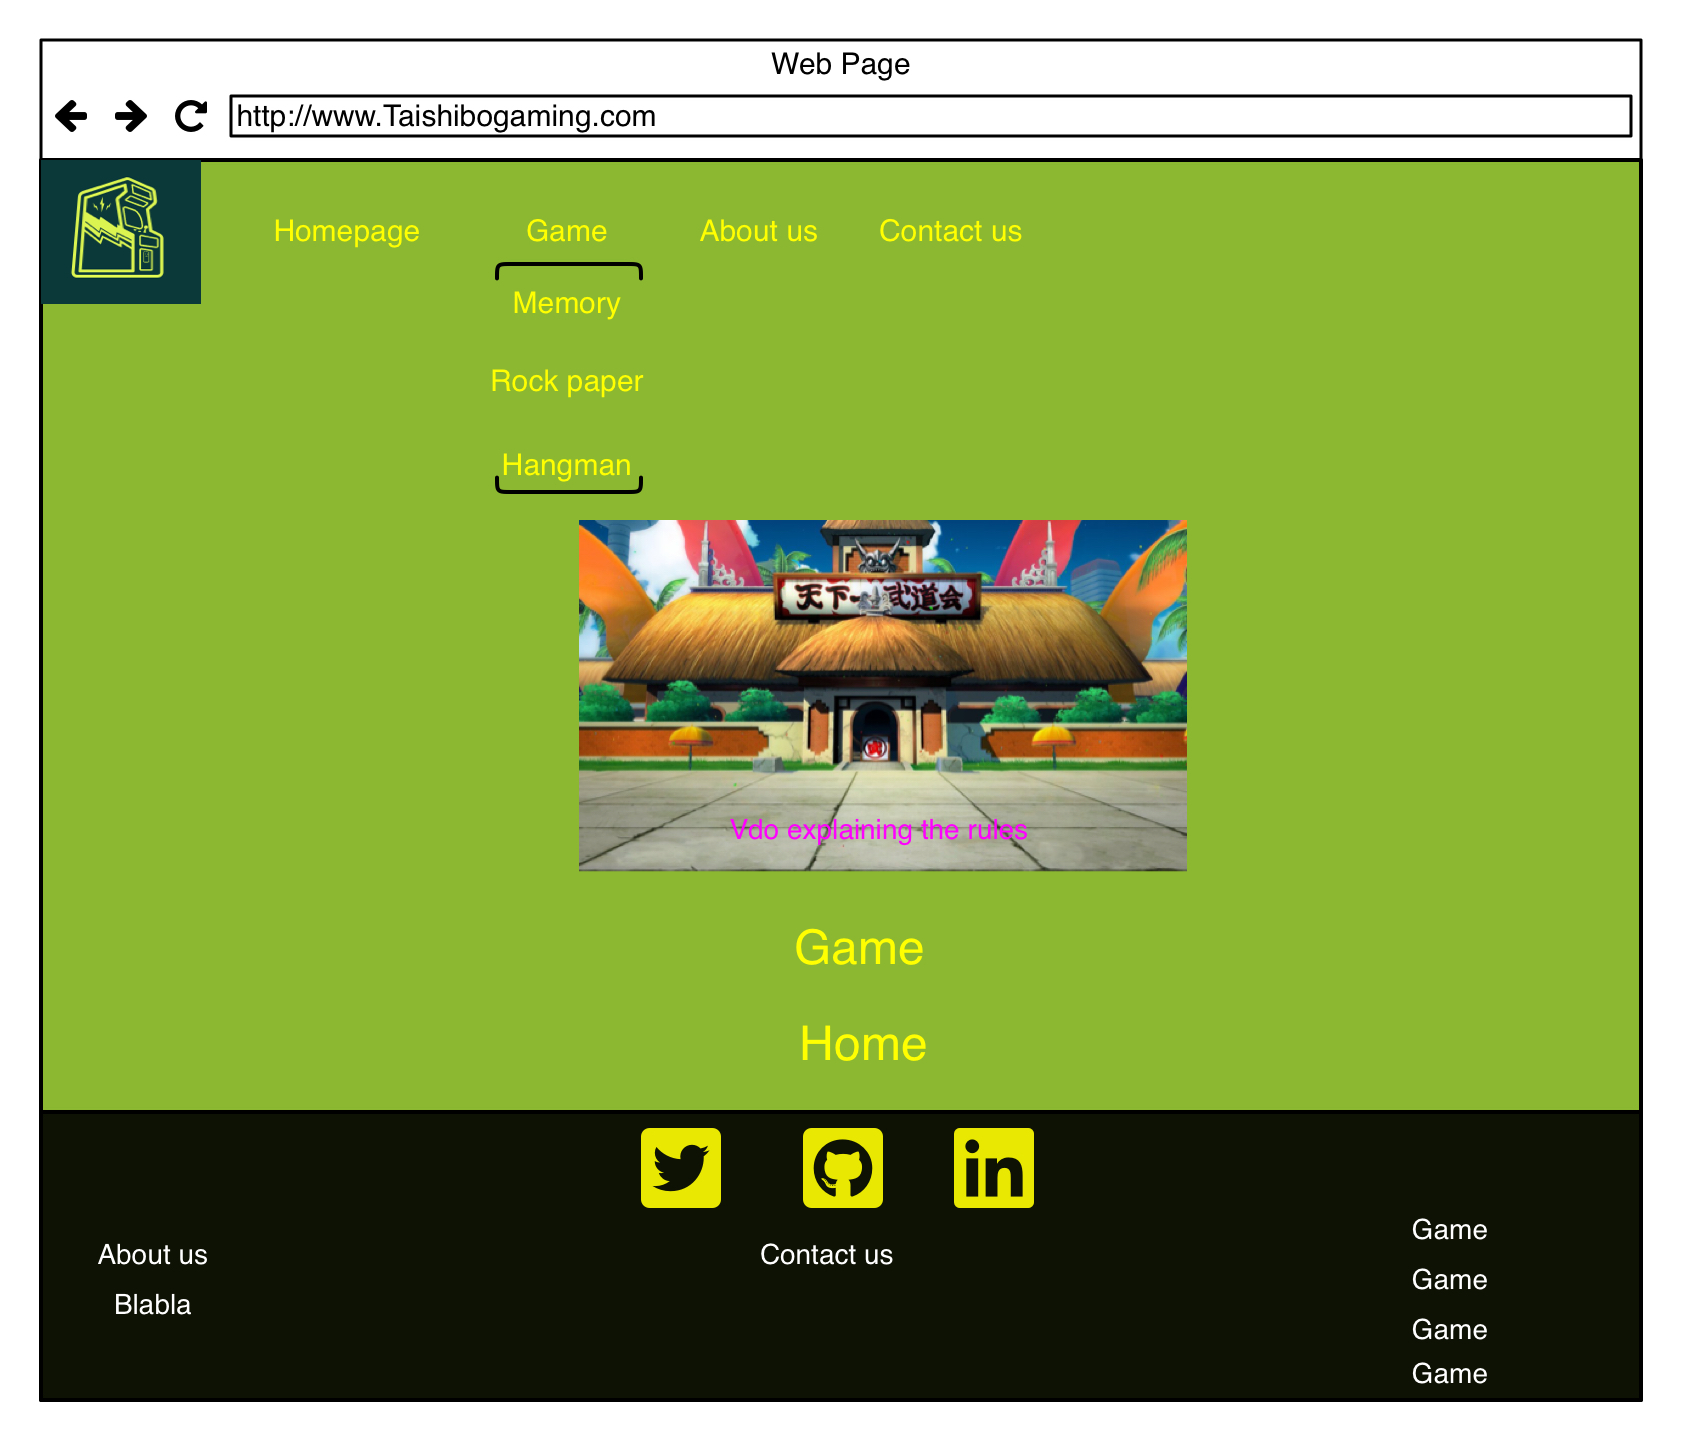 Web Page
http://www.Taishibogaming.com
Homepage
Game
About us
Contact us
Memory
Rock paper
Hangman
天下一武道会
Vdo explaining the rules
Game
Home
in
About us
Blabla
Contact us
Game
Game
Game
Game